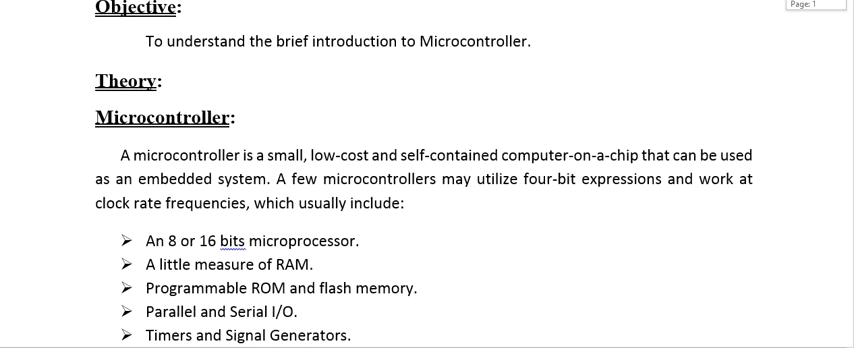 Page: 1
Objective:
To understand the brief introduction to Microcontroller.
Theory:
Microcontroller:
A microcontroller is a small, low-cost and self-contained computer-on-a-chip that can be used
as an embedded system. A few microcontrollers may utilize four-bit expressions and work at
clock rate frequencies, which usually include:
➢ An 8 or 16 bits microprocessor.
➢ A little measure of RAM.
➢ Programmable ROM and flash memory.
➢ Parallel and Serial I/O.
➢ Timers and Signal Generators.